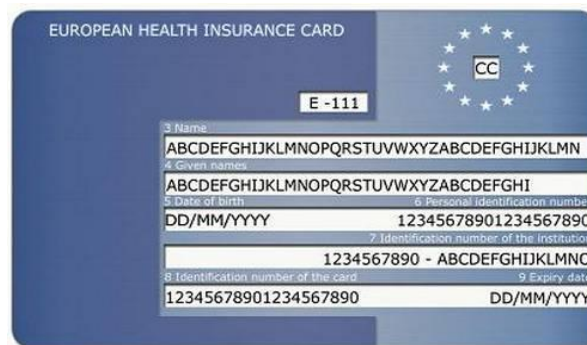 EUROPEAN HEALTH INSURANCE CARD
CC
E -111
3 Name
ABCDEFGHIJKLMNOPQRSTUVWXYZABCDEFGHIJKLMN
4 Given names
ABCDEFGHIJKLMNOPQRSTUVWXYZABCDEFGHI
5 Date of birth 6 Personal identification number
DD/MM/YYYY 12345678901234567890
7 Identification number of the institution
1234567890 - ABCDEFGHIJKLMNO
8 Identification number of the card 9 Expiry date
12345678901234567890 DD/MM/YYYY